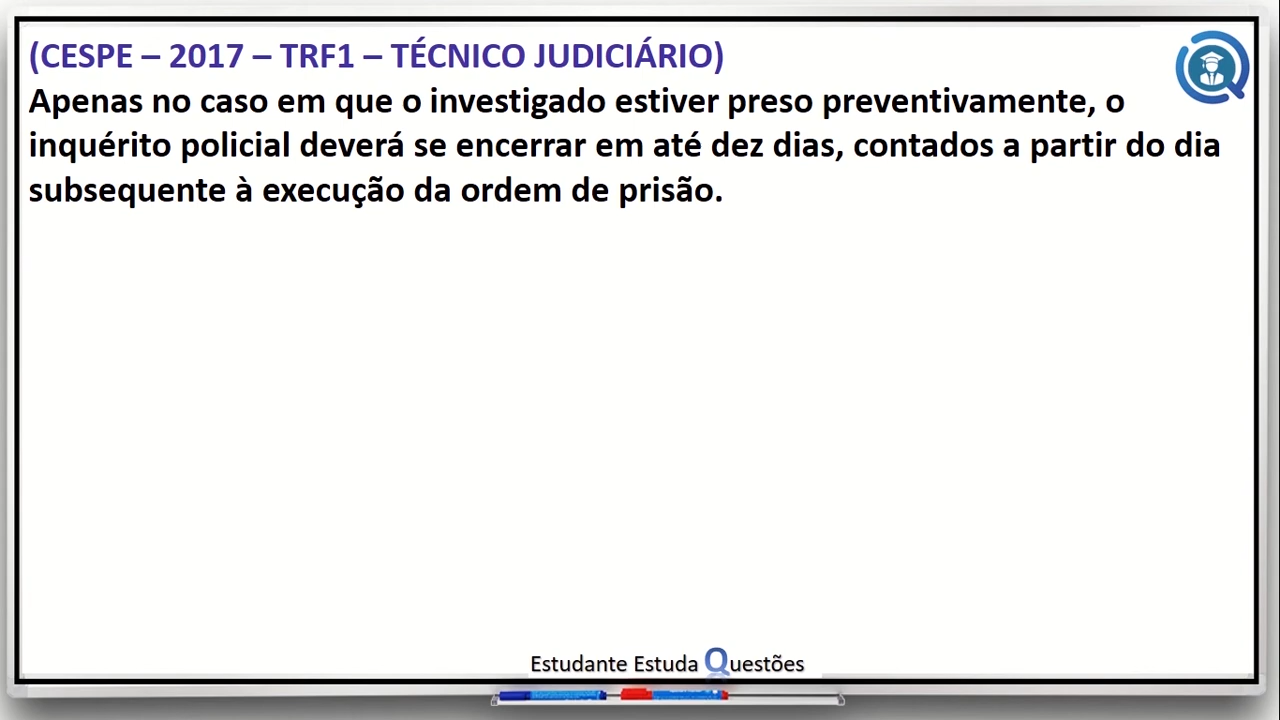 (CESPE – 2017 – TRF1 – TÉCNICO JUDICIÁRIO)
Apenas no caso em que o investigado estiver preso preventivamente, o
inquérito policial deverá se encerrar em até dez dias, contados a partir do dia
subsequente à execução da ordem de prisão.
Estudante Estuda Questões